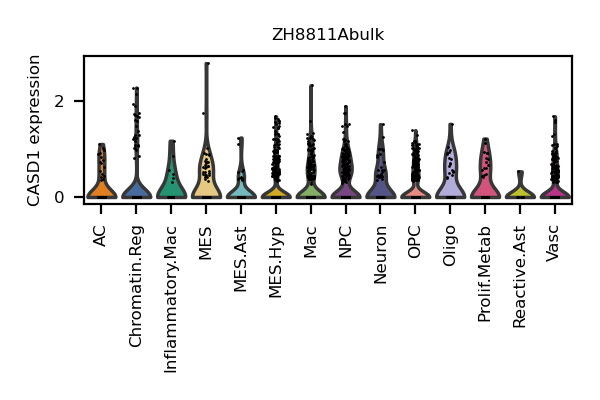 ZH8811Abulk
CASD1 expression
2
0
AC
Chromatin.Reg
Inflammatory.Mac
MES
MES.Ast
MES.Hyp
Mac
NPC
Neuron
OPC
Oligo
Prolif.Metab
Reactive.Ast
Vasc